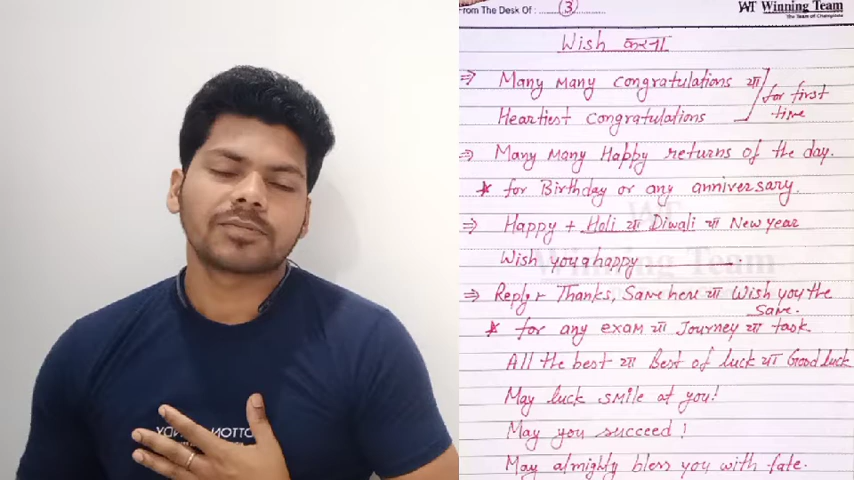 From The Desk Of : 3
WT Winning Team
The Team of Champions
Wish करना
⇒ Many Many congratulations या
Heartiest congratulations
for first time
⇒ Many Many Happy returns of the day.
* for Birthday or any anniversary.
⇒ Happy + Holi या Diwali या New year
Wish you a happy
⇒ Reply :- Thanks, Same here या Wish you the
same.
* for any exam या Journey या task.
All the best या Best of luck या Good luck
May luck smile at you!
May you succeed !
May almighty bless you with fate.
WT
Winning Team